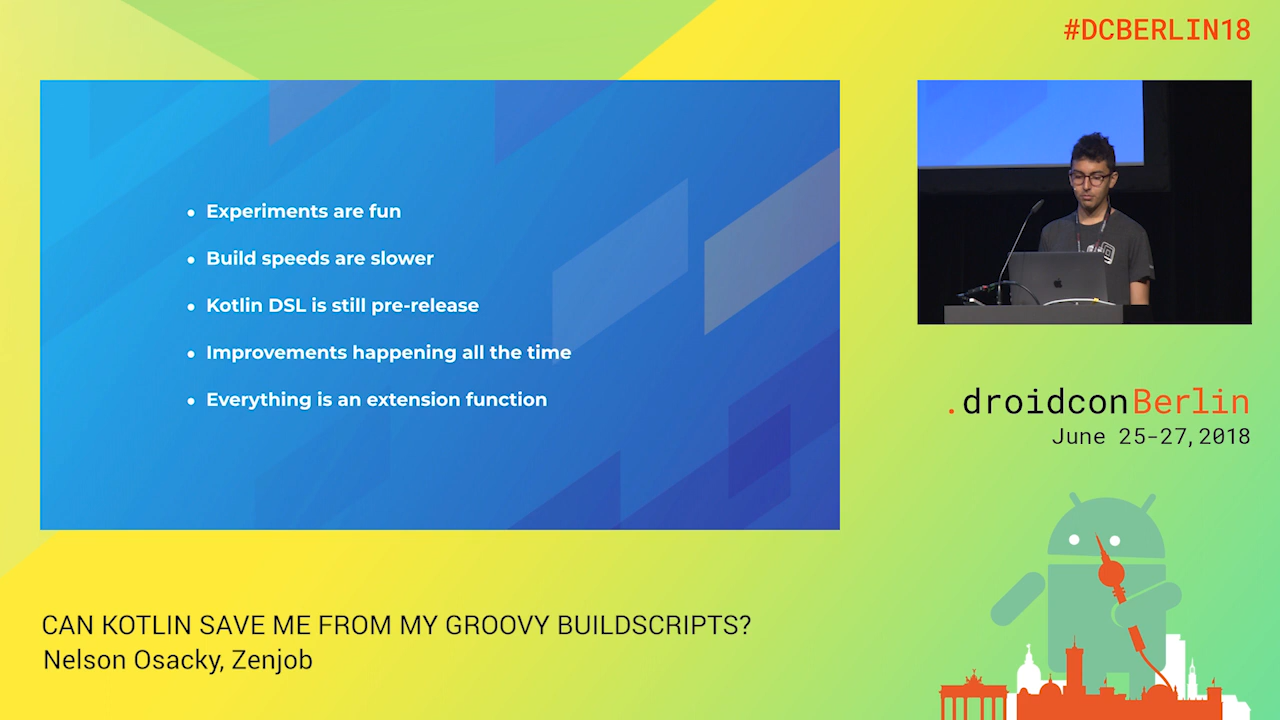 #DCBERLIN18
• Experiments are fun
• Build speeds are slower
• Kotlin DSL is still pre-release
• Improvements happening all the time
• Everything is an extension function
.droidconBerlin
June 25-27,2018
CAN KOTLIN SAVE ME FROM MY GROOVY BUILDSCRIPTS?
Nelson Osacky, Zenjob